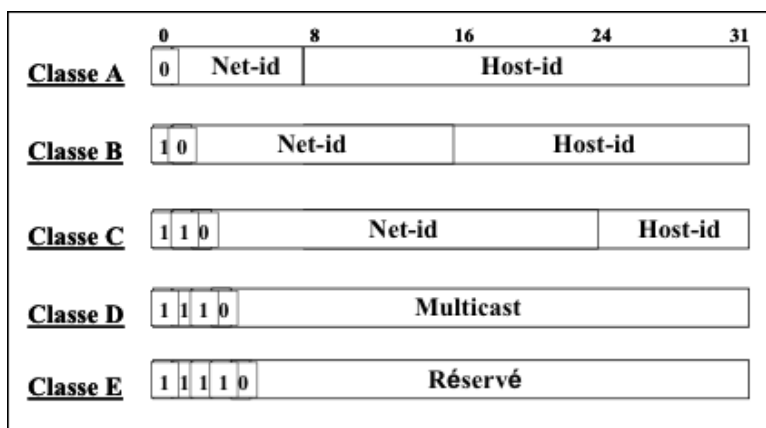 0 8 16 24 31
Classe A 0 Net-id Host-id
Classe B 1 0 Net-id Host-id
Classe C 1 1 0 Net-id Host-id
Classe D 1 1 1 0 Multicast
Classe E 1 1 1 1 0 Réservé